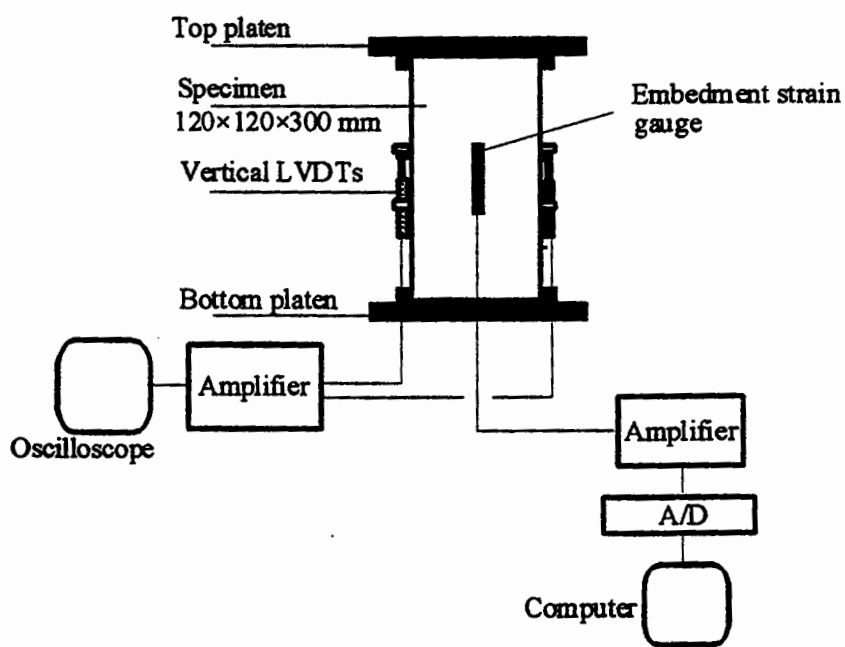 Top platen
Specimen
120×120×300 mm
Embedment strain
gauge
Vertical LVDTs
Bottom platen
Amplifier
Oscilloscope
Amplifier
A/D
Computer